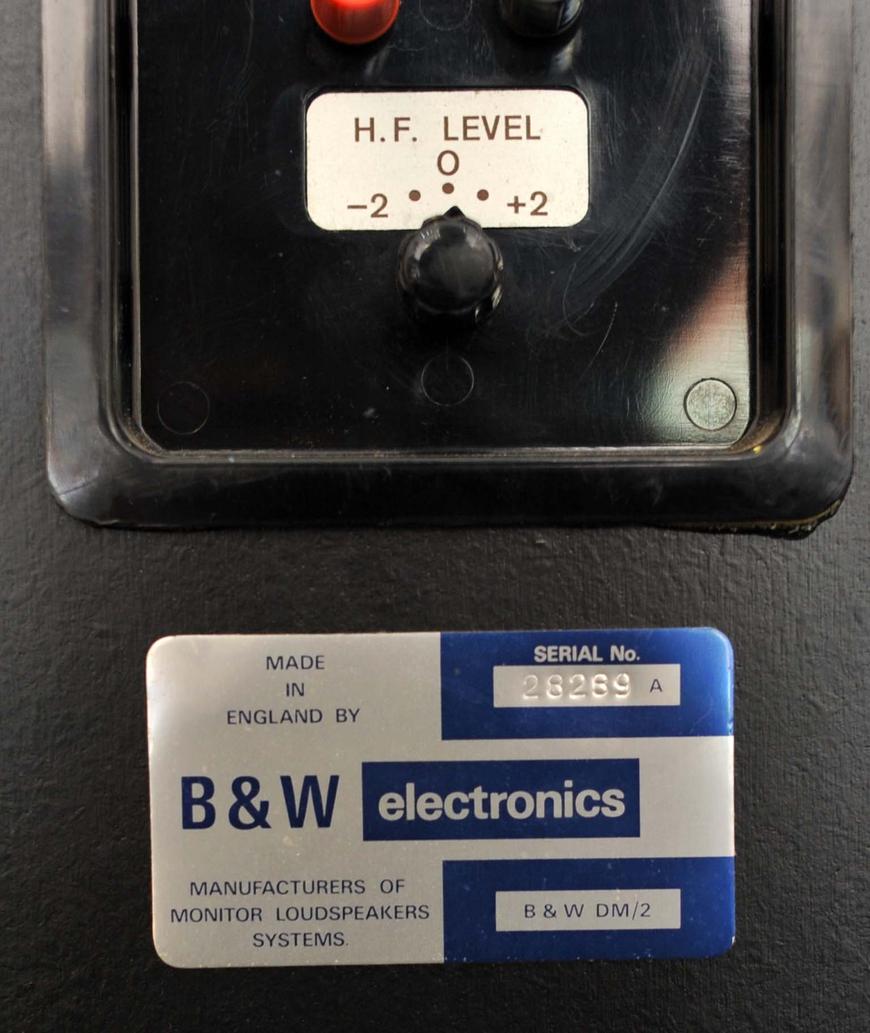 H.F. LEVEL
0
−2 +2
MADE
IN
ENGLAND BY
SERIAL No.
28269 A
B&W electronics
MANUFACTURERS OF
MONITOR LOUDSPEAKERS
SYSTEMS.
B & W DM/2